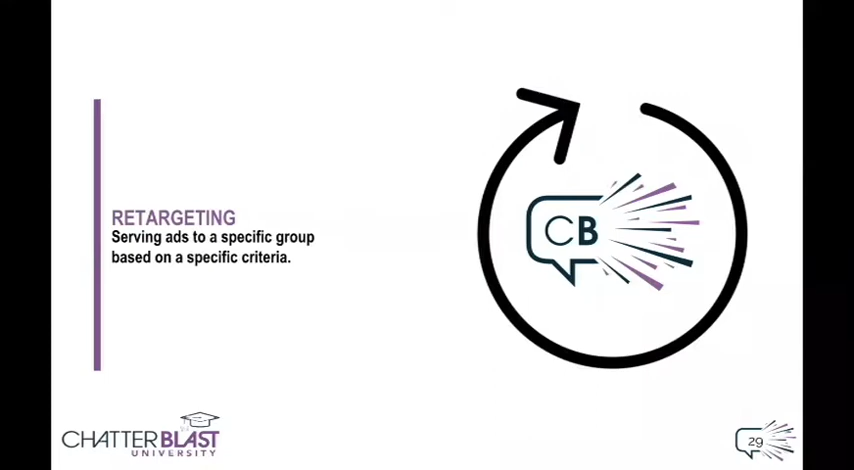 RETARGETING
Serving ads to a specific group
based on a specific criteria.
CB
CHATTERBLAST
UNIVERSITY
29